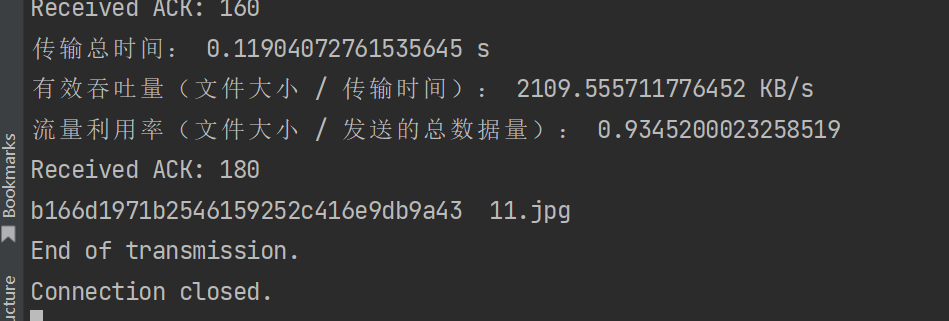 Received ACK: 160
传输总时间： 0.11904072761535645 s
有效吞吐量（文件大小 / 传输时间）： 2109.555711776452 KB/s
流量利用率（文件大小 / 发送的总数据量）： 0.9345200023258519
Received ACK: 180
b166d1971b2546159252c416e9db9a43  11.jpg
End of transmission.
Connection closed.
Bookmarks
ucture